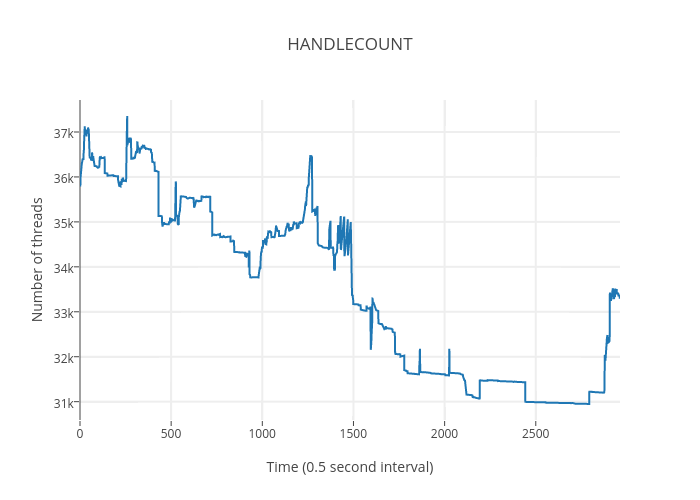 HANDLECOUNT
37k
36k
35k
34k
33k
32k
31k
Number of threads
0 500 1000 1500 2000 2500
Time (0.5 second interval)